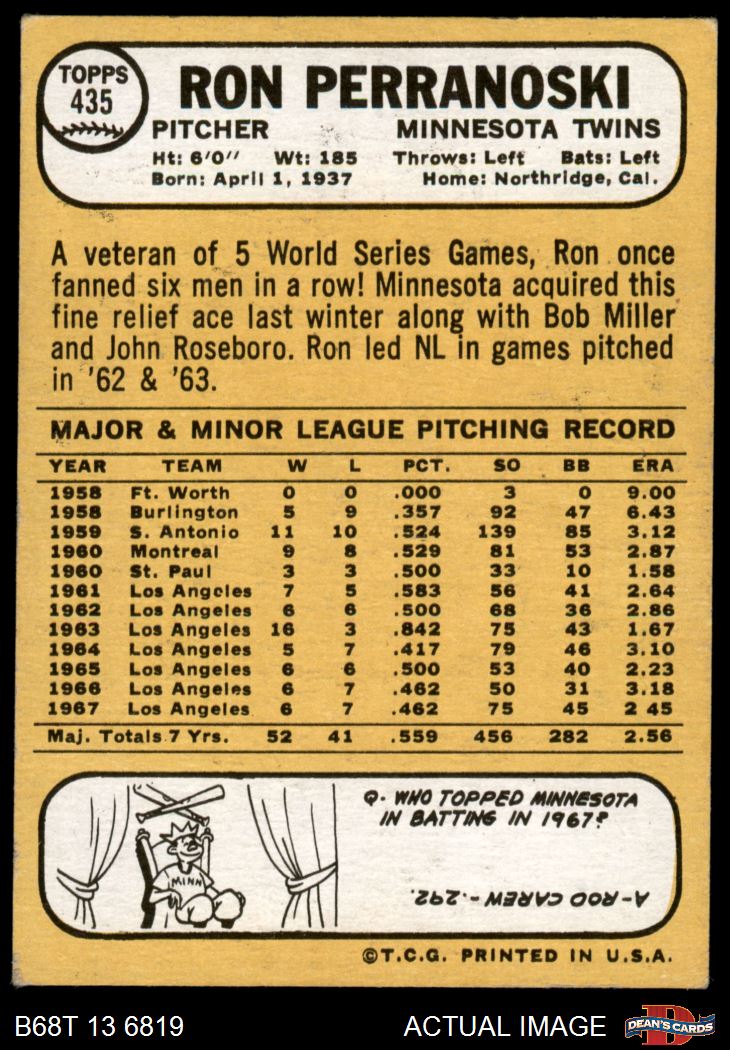 TOPPS
435
RON PERRANOSKI
PITCHER MINNESOTA TWINS
Ht: 6'0" Wt: 185 Throws: Left Bats: Left
Born: April 1, 1937 Home: Northridge, Cal.
A veteran of 5 World Series Games, Ron once
fanned six men in a row! Minnesota acquired this
fine relief ace last winter along with Bob Miller
and John Roseboro. Ron led NL in games pitched
in '62 & '63.
MAJOR & MINOR LEAGUE PITCHING RECORD
YEAR TEAM W L PCT. SO BB ERA
1958 Ft. Worth 0 0 .000 3 0 9.00
1958 Burlington 5 9 .357 92 47 6.43
1959 S. Antonio 11 10 .524 139 85 3.12
1960 Montreal 9 8 .529 81 53 2.87
1960 St. Paul 3 3 .500 33 10 1.58
1961 Los Angeles 7 5 .583 56 41 2.64
1962 Los Angeles 6 6 .500 68 36 2.86
1963 Los Angeles 16 3 .842 75 43 1.67
1964 Los Angeles 5 7 .417 79 46 3.10
1965 Los Angeles 6 6 .500 53 40 2.23
1966 Los Angeles 6 7 .462 50 31 3.18
1967 Los Angeles 6 7 .462 75 45 2 45
Maj. Totals 7 Yrs. 52 41 .559 456 282 2.56
MINN
Q- WHO TOPPED MINNESOTA
IN BATTING IN 1967?
A-ROD CAREW-.292.
©T.C.G. PRINTED IN U.S.A.
B68T 13 6819 ACTUAL IMAGE
D
DEAN'S CARDS